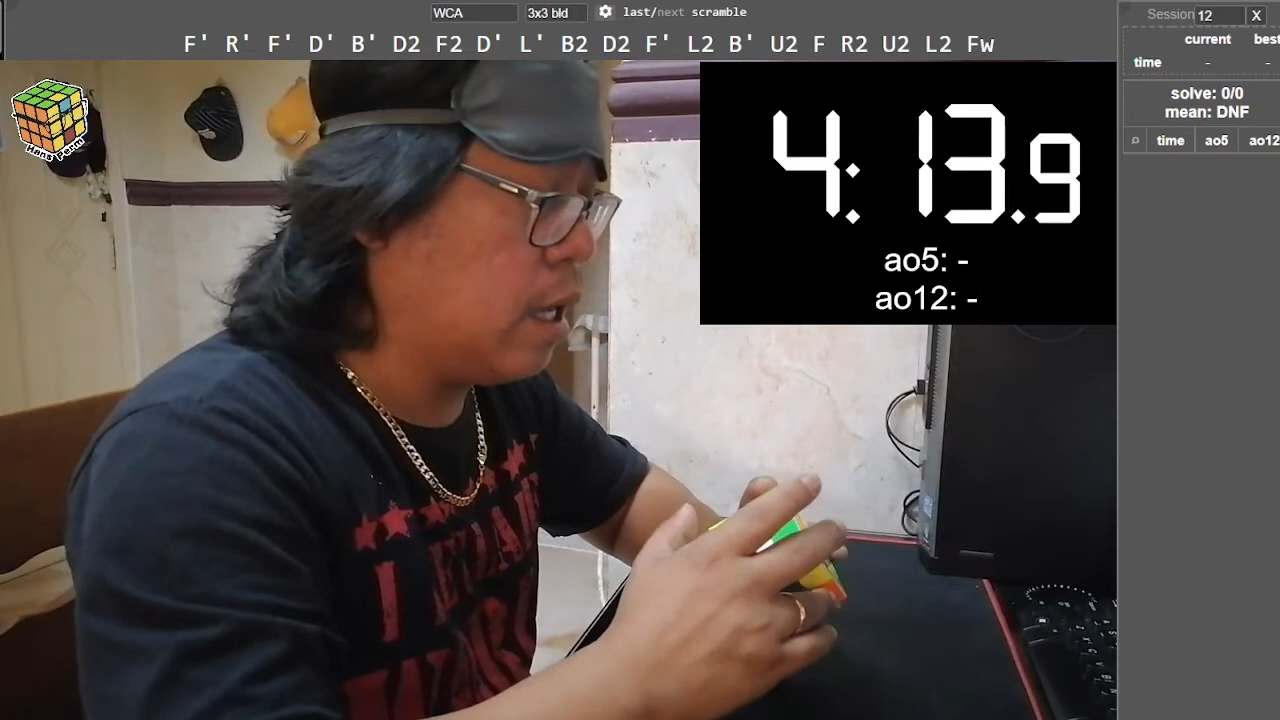 WCA 3x3 bld last/next scramble
F' R' F' D' B' D2 F2 D' L' B2 D2 F' L2 B' U2 F R2 U2 L2 Fw
Session 12 X
current best
time - -
solve: 0/0
mean: DNF
time ao5 ao12
4: 13.9
ao5: -
ao12: -
Hans Perm